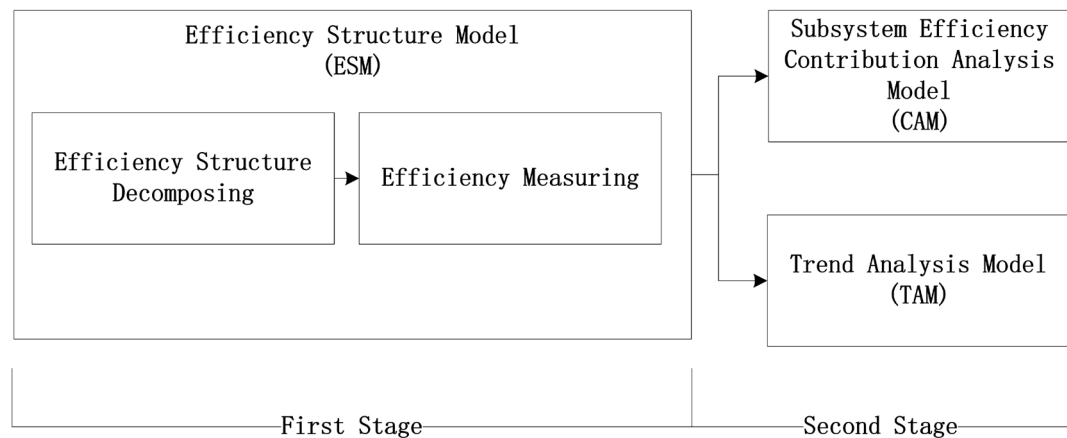 Efficiency Structure Model
(ESM)
Efficiency Structure
Decomposing
Efficiency Measuring
Subsystem Efficiency
Contribution Analysis
Model
(CAM)
Trend Analysis Model
(TAM)
First Stage
Second Stage